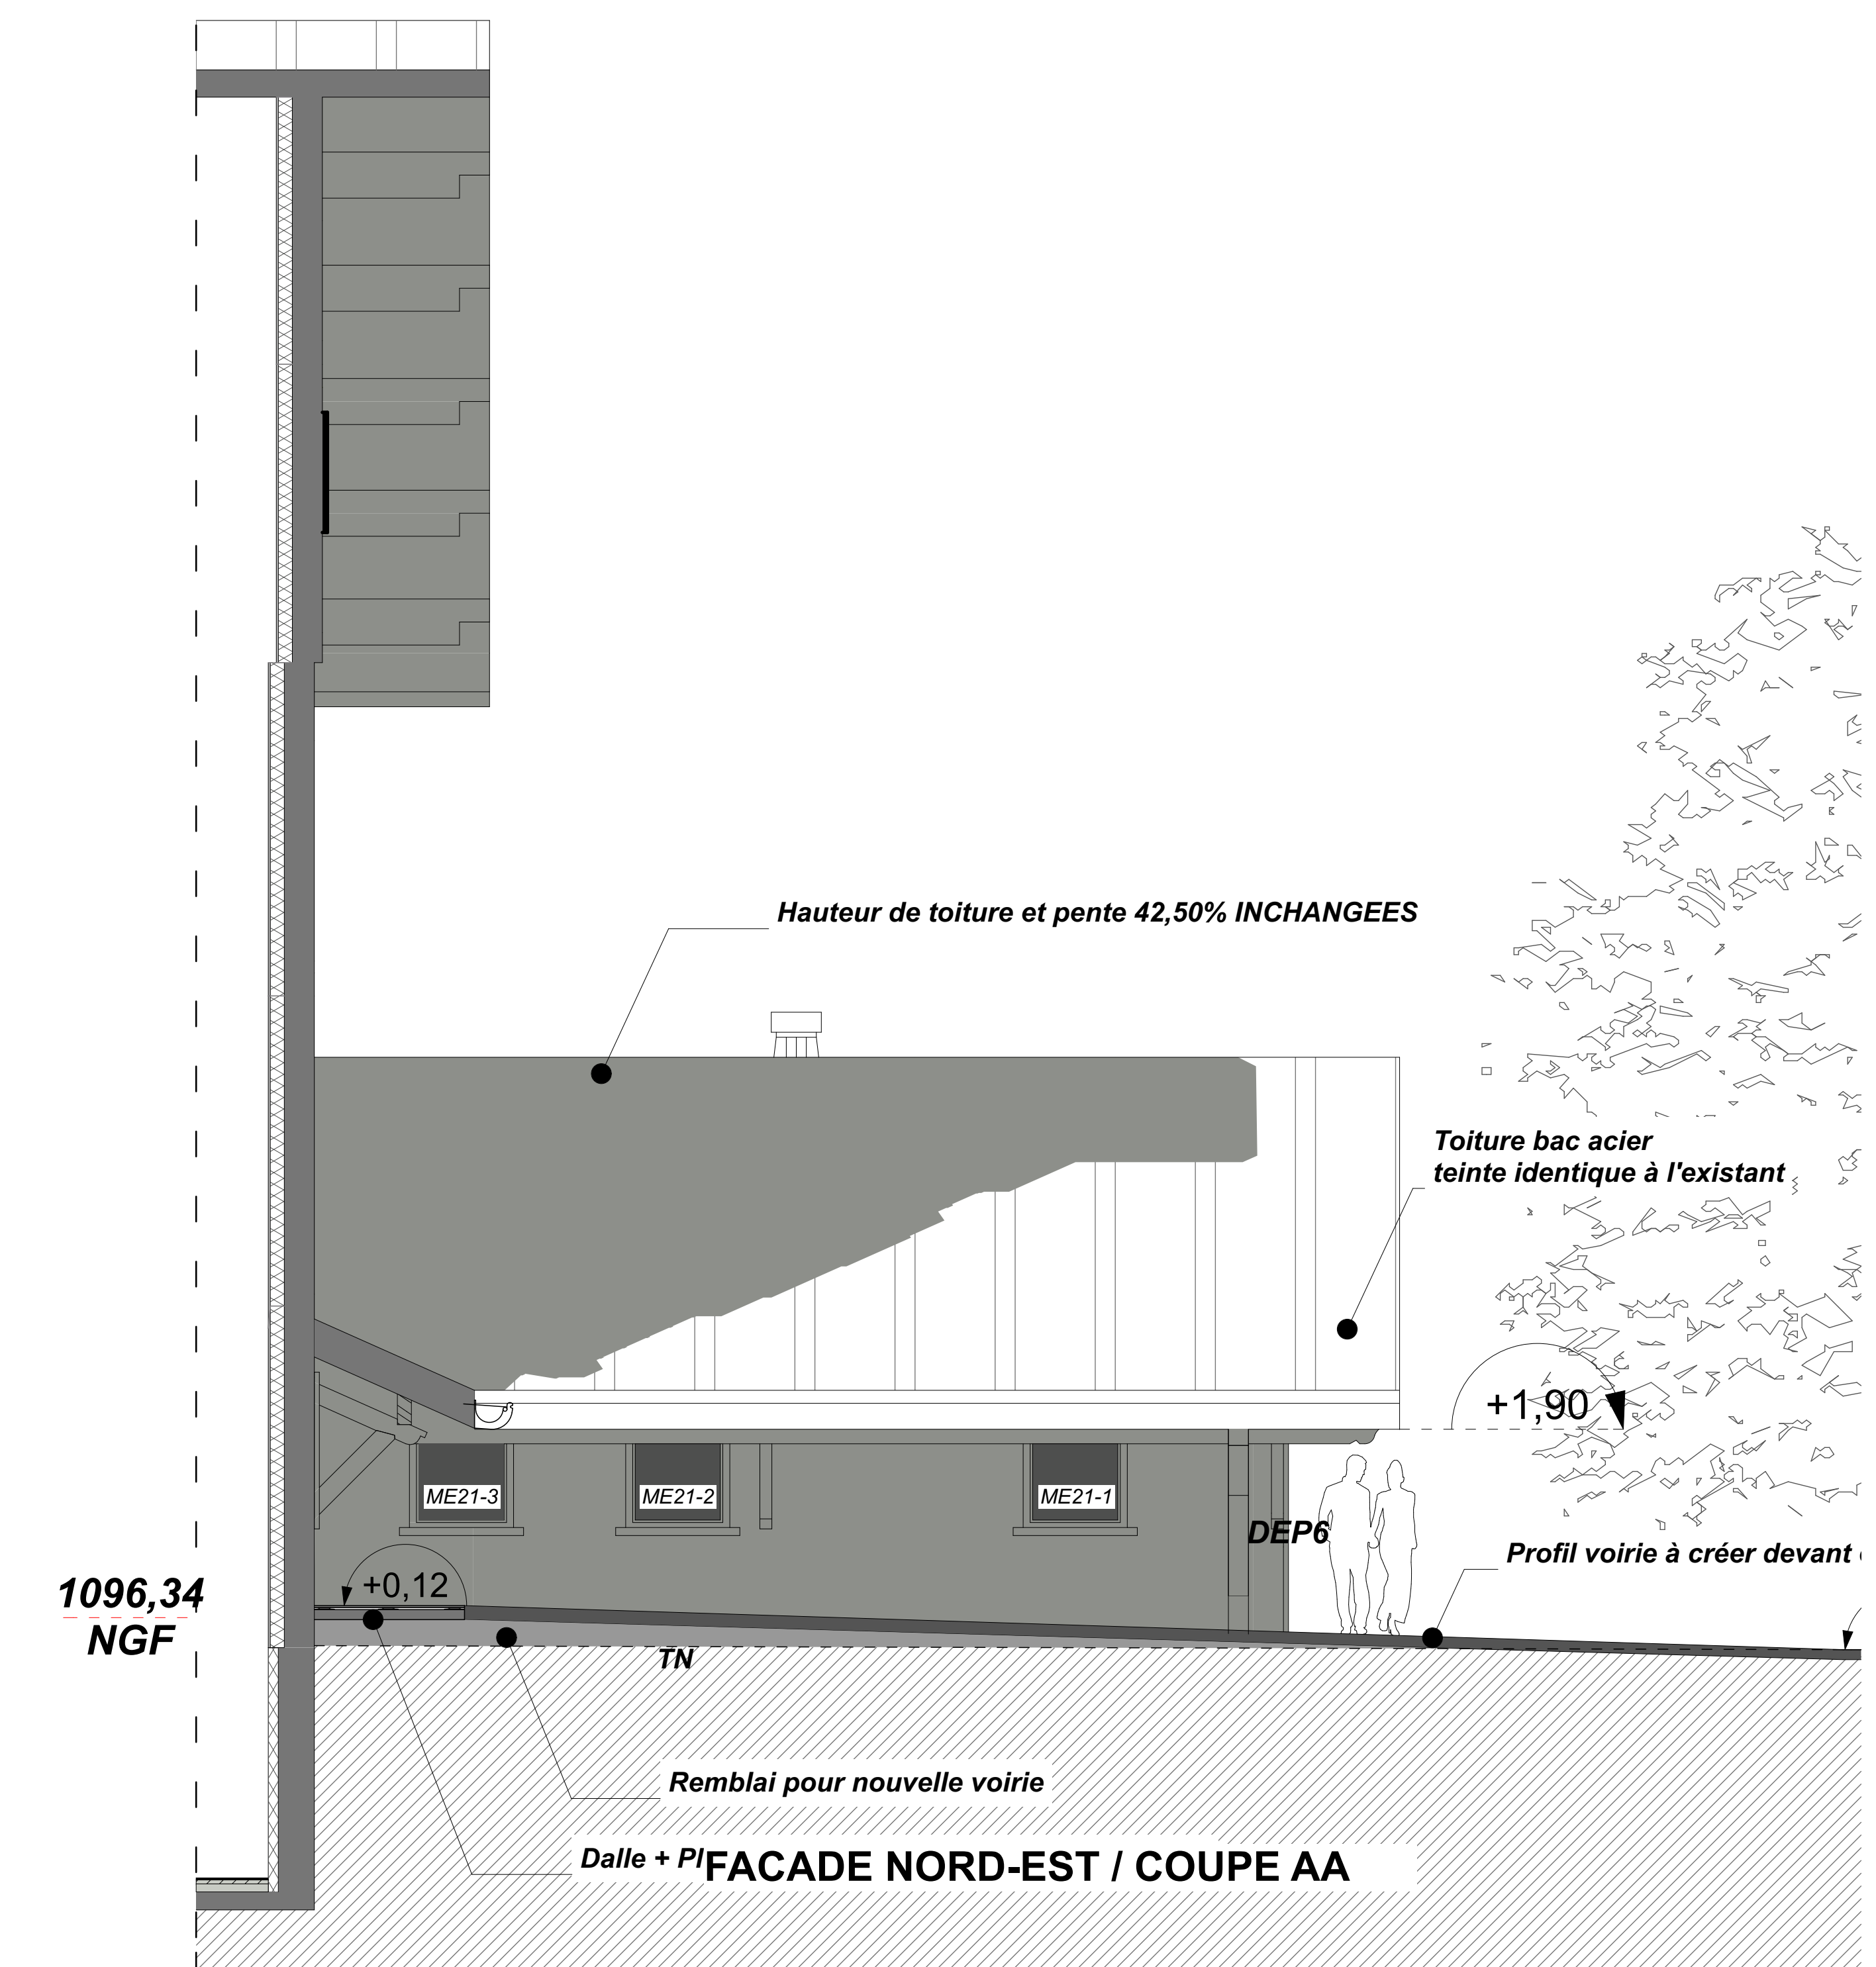 Hauteur de toiture et pente 42,50% INCHANGEES
Toiture bac acier
teinte identique à l'existant
+1,90
ME21-3
ME21-2
ME21-1
DEP6
Profil voirie à créer devant
+0,12
1096,34
NGF
TN
Remblai pour nouvelle voirie
Dalle + Pl
FACADE NORD-EST / COUPE AA